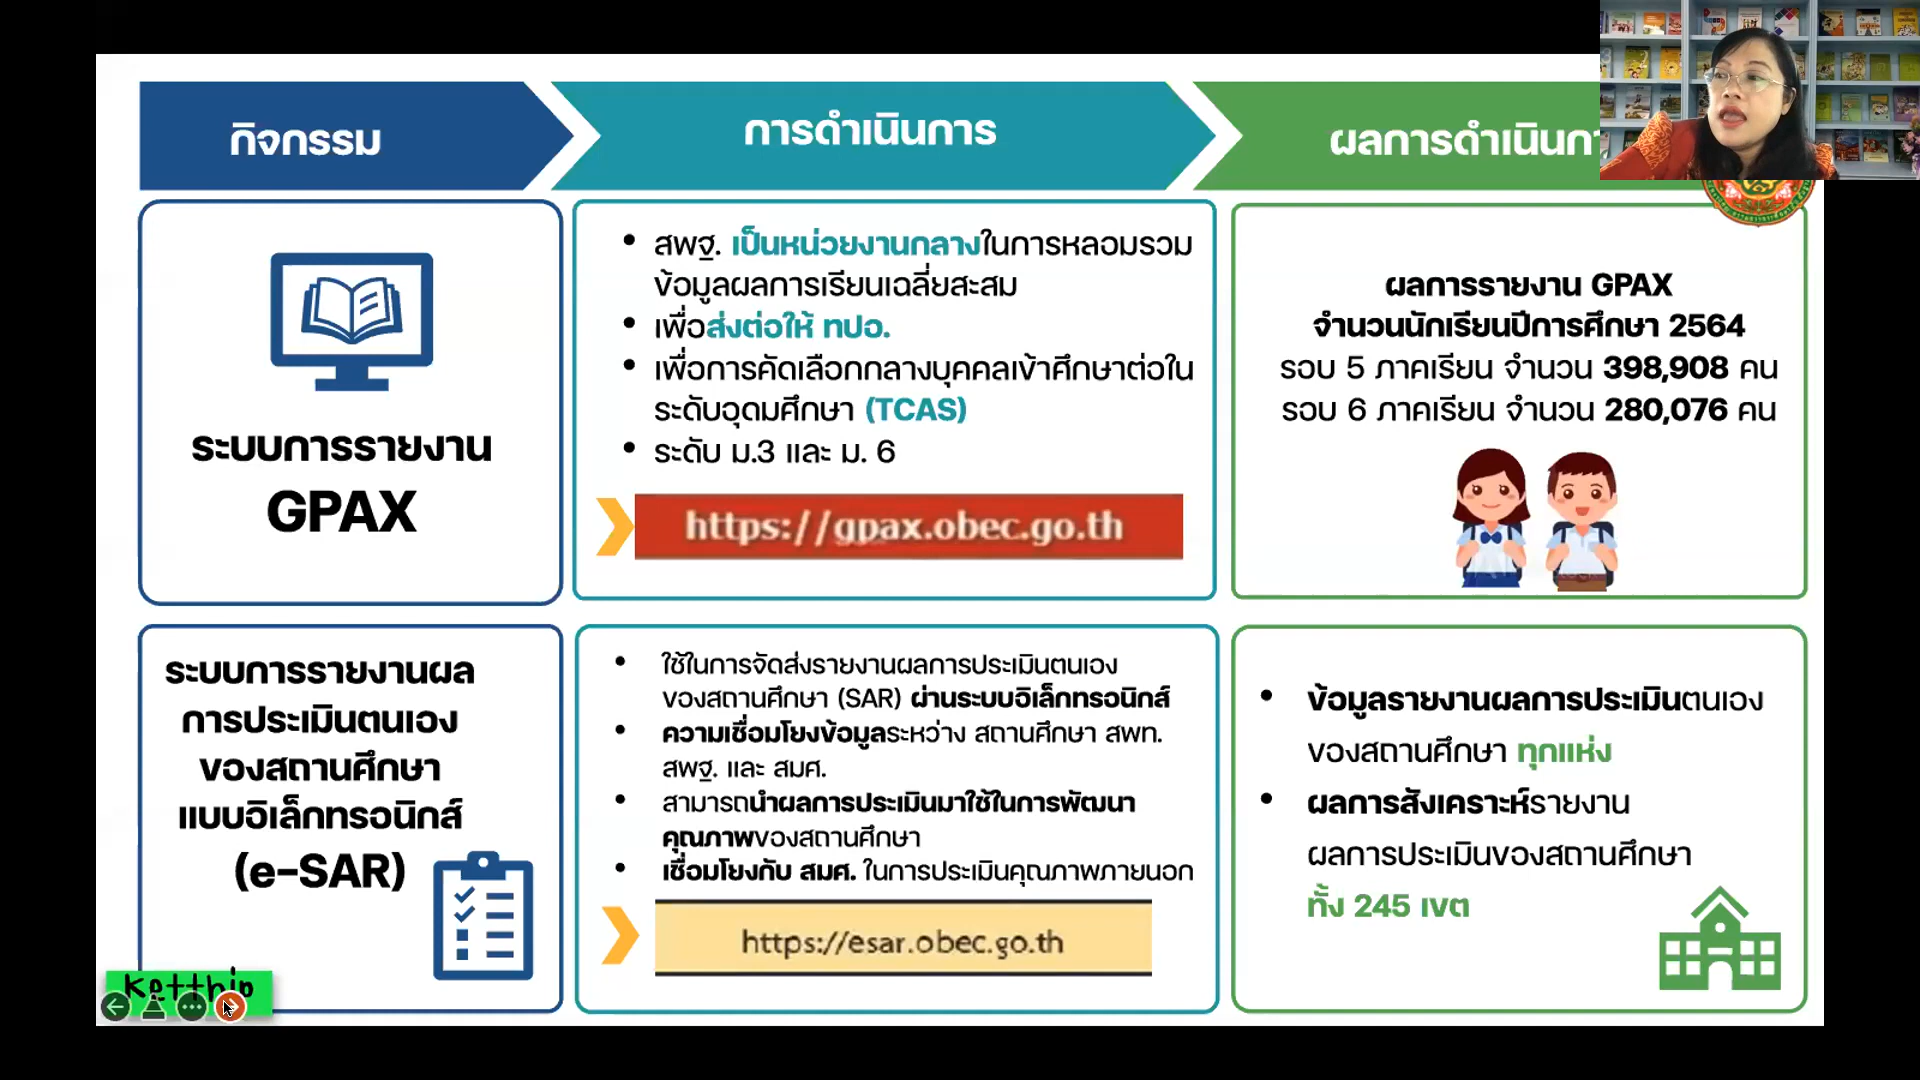 กิจกรรม
การดำเนินการ
ผลการดำเนินกา
ระบบการรายงาน
GPAX
• สพฐ. เป็นหน่วยงานกลางในการหลอมรวม
ข้อมูลผลการเรียนเฉลี่ยสะสม
• เพื่อส่งต่อให้ ทปอ.
• เพื่อการคัดเลือกกลางบุคคลเข้าศึกษาต่อใน
ระดับอุดมศึกษา (TCAS)
• ระดับ ม.3 และ ม. 6
https://gpax.obec.go.th
ผลการรายงาน GPAX
จำนวนนักเรียนปีการศึกษา 2564
รอบ 5 ภาคเรียน จำนวน 398,908 คน
รอบ 6 ภาคเรียน จำนวน 280,076 คน
ระบบการรายงานผล
การประเมินตนเอง
ของสถานศึกษา
แบบอิเล็กทรอนิกส์
(e-SAR)
• ใช้ในการจัดส่งรายงานผลการประเมินตนเอง
ของสถานศึกษา (SAR) ผ่านระบบอิเล็กทรอนิกส์
• ความเชื่อมโยงข้อมูลระหว่าง สถานศึกษา สพท.
สพฐ. และ สมศ.
• สามารถนำผลการประเมินมาใช้ในการพัฒนา
คุณภาพของสถานศึกษา
• เชื่อมโยงกับ สมศ. ในการประเมินคุณภาพภายนอก
https://esar.obec.go.th
• ข้อมูลรายงานผลการประเมินตนเอง
ของสถานศึกษา ทุกแห่ง
• ผลการสังเคราะห์รายงาน
ผลการประเมินของสถานศึกษา
ทั้ง 245 เขต
Ketthip